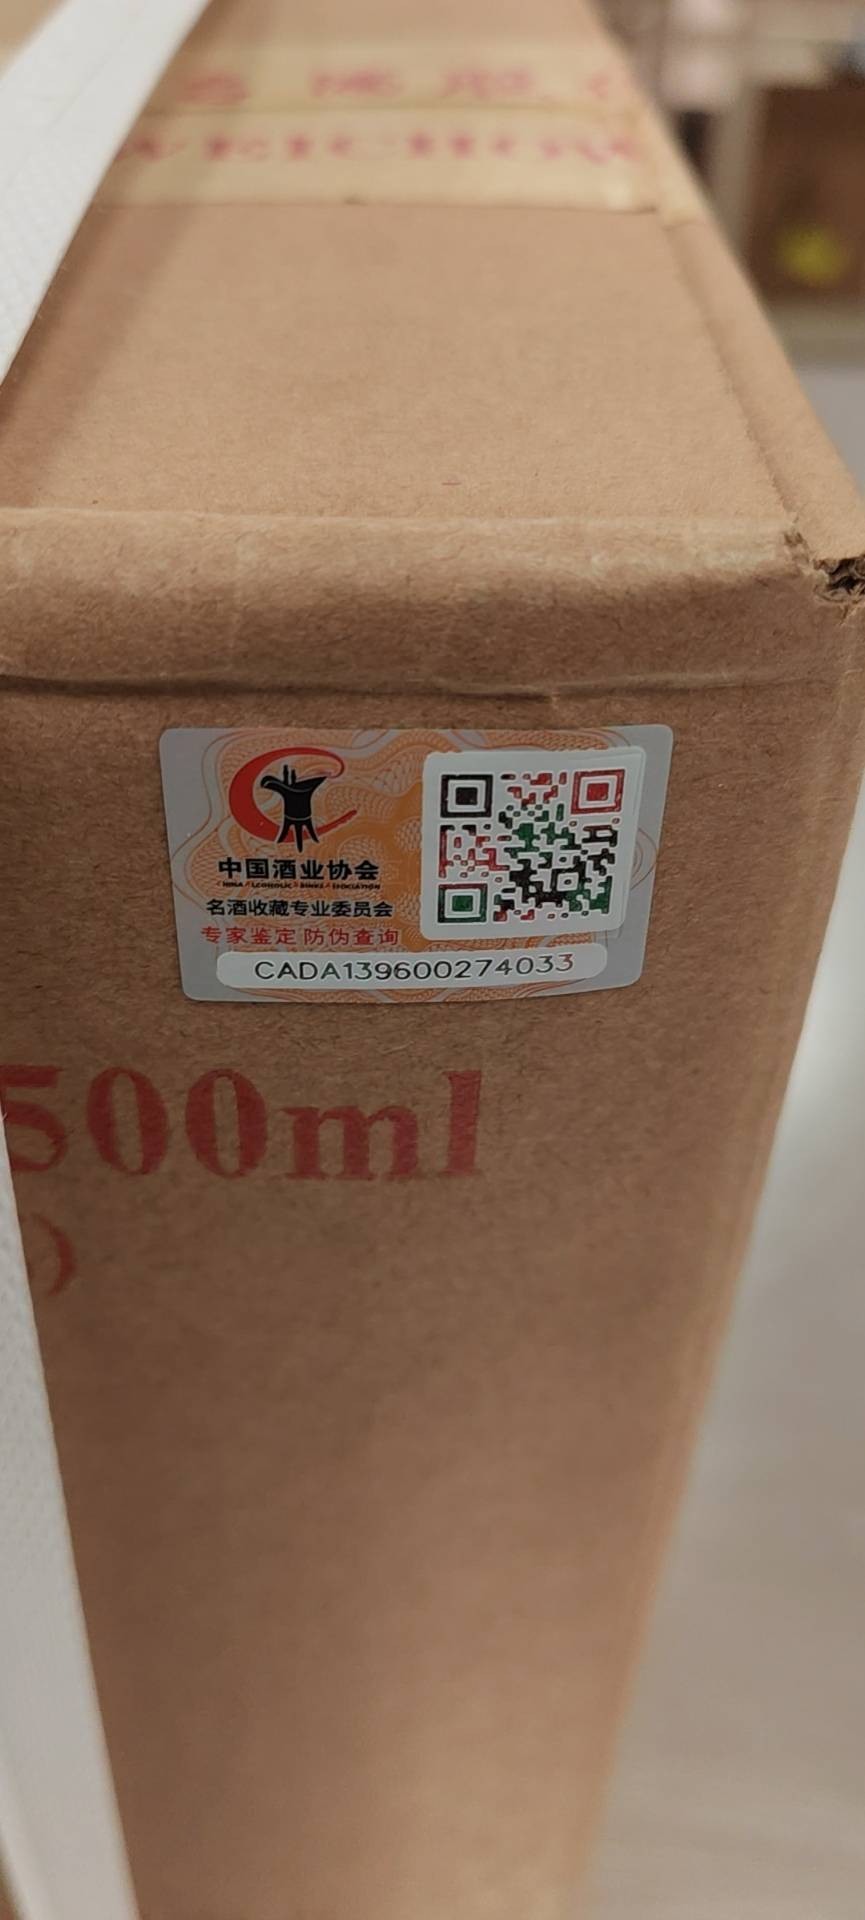 中国酒业协会
名酒收藏专业委员会
专家鉴定 防伪查询
CADA139600274033
500ml